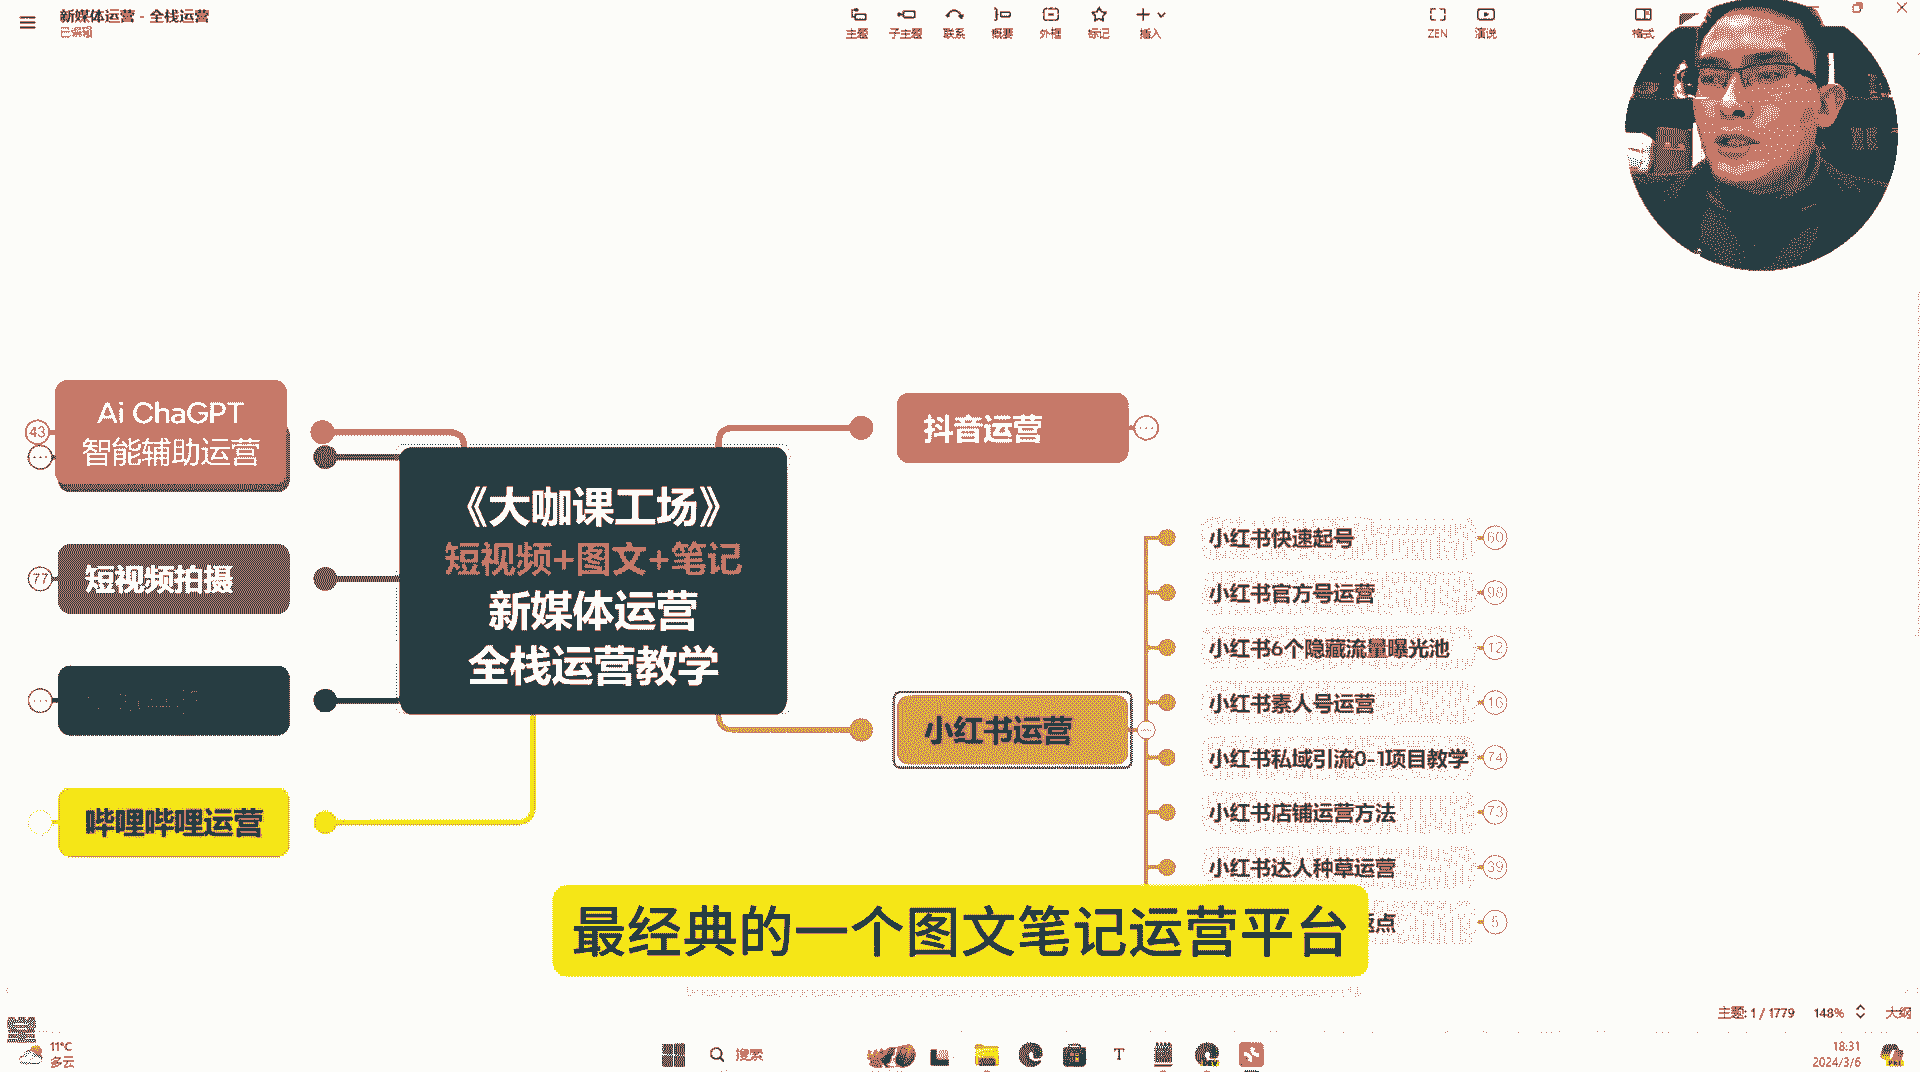 新媒体运营 - 全栈运营
已编辑
主题
子主题
联系
概要
外框
标记
插入
ZEN
演说
格式
43
Ai ChaGPT
智能辅助运营
77
短视频拍摄
哔哩哔哩运营
《大咖课工场》
短视频+图文+笔记
新媒体运营
全栈运营教学
抖音运营
小红书运营
小红书快速起号
60
小红书官方号运营
98
小红书6个隐藏流量曝光池
12
小红书素人号运营
16
小红书私域引流0-1项目教学
74
小红书店铺运营方法
73
小红书达人种草运营
39
点
5
最经典的一个图文笔记运营平台
主题: 1 / 1779
148%
大纲
11°C
多云
搜索
T
DEV
18:31
2024/3/6